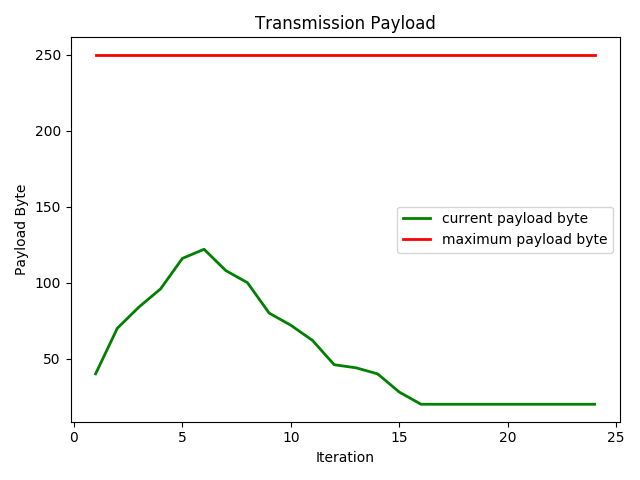 Transmission Payload
250
200
150
100
50
Payload Byte
current payload byte
maximum payload byte
0 5 10 15 20 25
Iteration